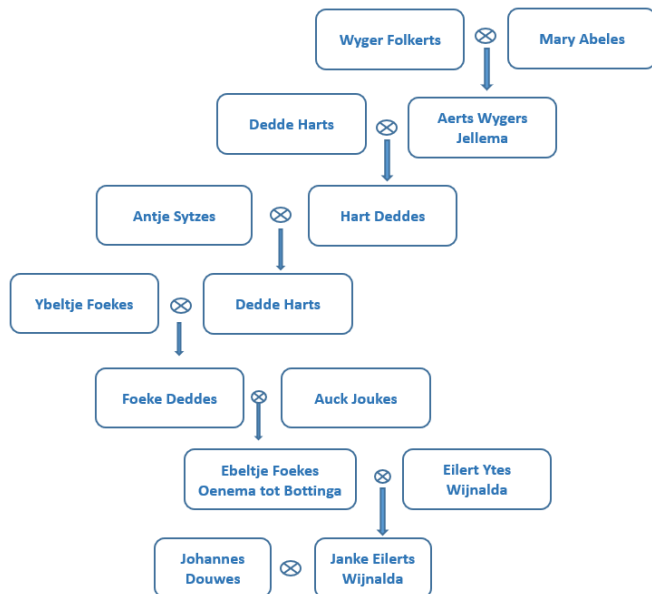 Wyger Folkerts
Mary Abeles
Dedde Harts
Aerts Wygers
Jellema
Antje Sytzes
Hart Deddes
Ybeltje Foekes
Dedde Harts
Foeke Deddes
Auck Joukes
Ebeltje Foekes
Oenema tot Bottinga
Eilert Ytes
Wijnalda
Johannes
Douwes
Janke Eilerts
Wijnalda